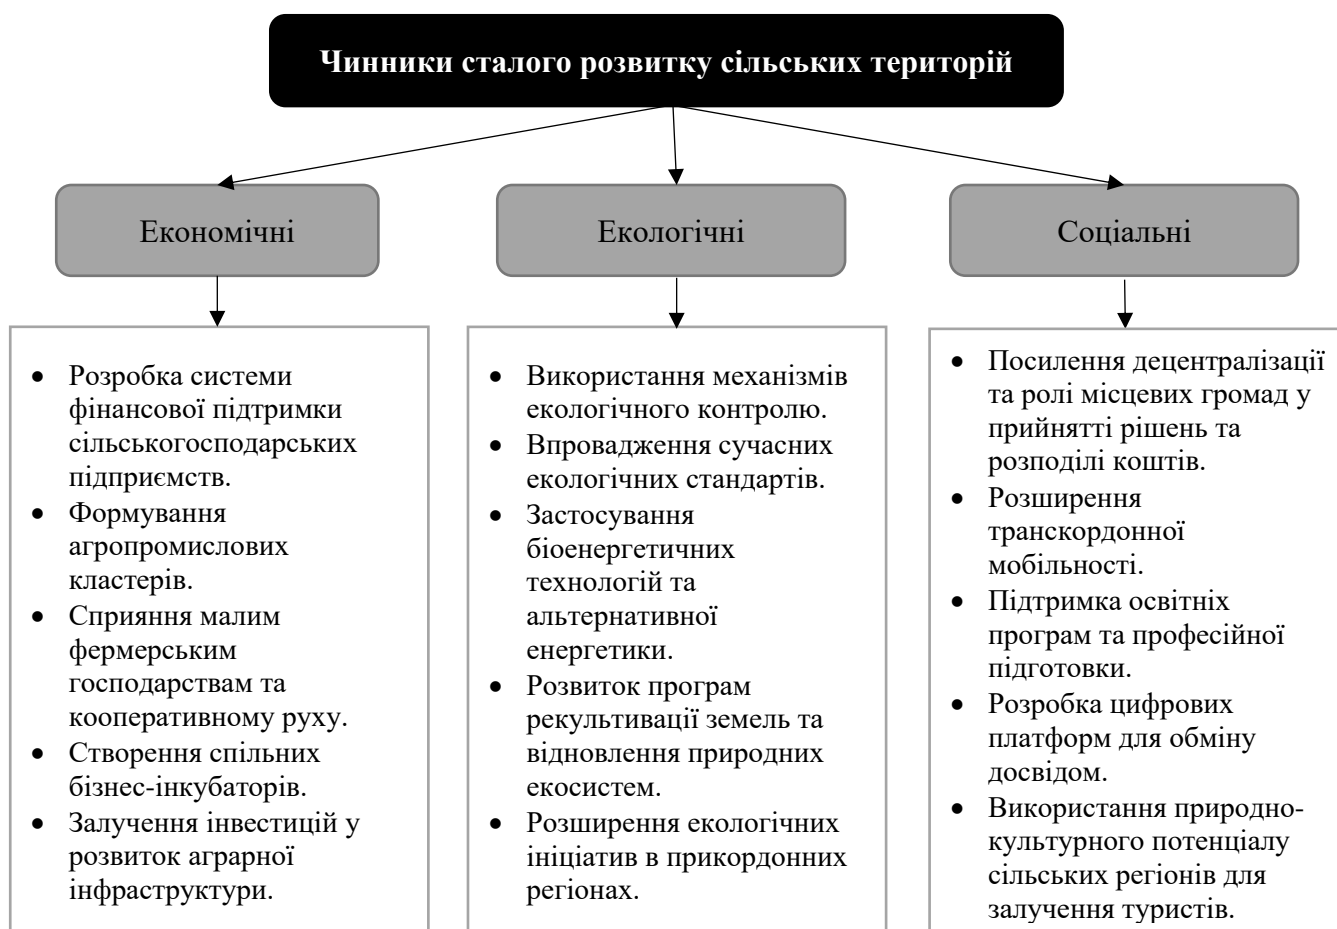 Чинники сталого розвитку сільських територій
Економічні
Екологічні
Соціальні
• Розробка системи
фінансової підтримки
сільськогосподарських
підприємств.
• Формування
агропромислових
кластерів.
• Сприяння малим
фермерським
господарствам та
кооперативному руху.
• Створення спільних
бізнес-інкубаторів.
• Залучення інвестицій у
розвиток аграрної
інфраструктури.
• Використання механізмів
екологічного контролю.
• Впровадження сучасних
екологічних стандартів.
• Застосування
біоенергетичних
технологій та
альтернативної
енергетики.
• Розвиток програм
рекультивації земель та
відновлення природних
екосистем.
• Розширення екологічних
ініціатив в прикордонних
регіонах.
• Посилення децентралізації
та ролі місцевих громад у
прийнятті рішень та
розподілі коштів.
• Розширення
транскордонної
мобільності.
• Підтримка освітніх
програм та професійної
підготовки.
• Розробка цифрових
платформ для обміну
досвідом.
• Використання природно-
культурного потенціалу
сільських регіонів для
залучення туристів.